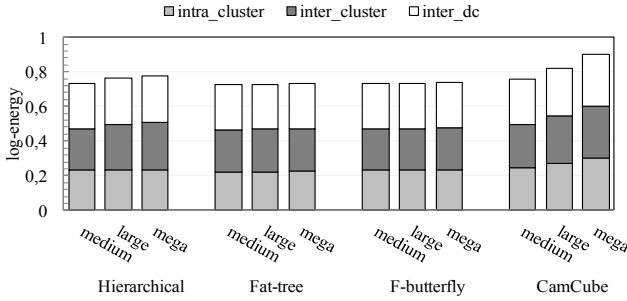 intra_cluster inter_cluster inter_dc
1
0,8
0,6
0,4
0,2
0
log-energy
medium large mega medium large mega medium large mega medium large mega
Hierarchical Fat-tree F-butterfly CamCube